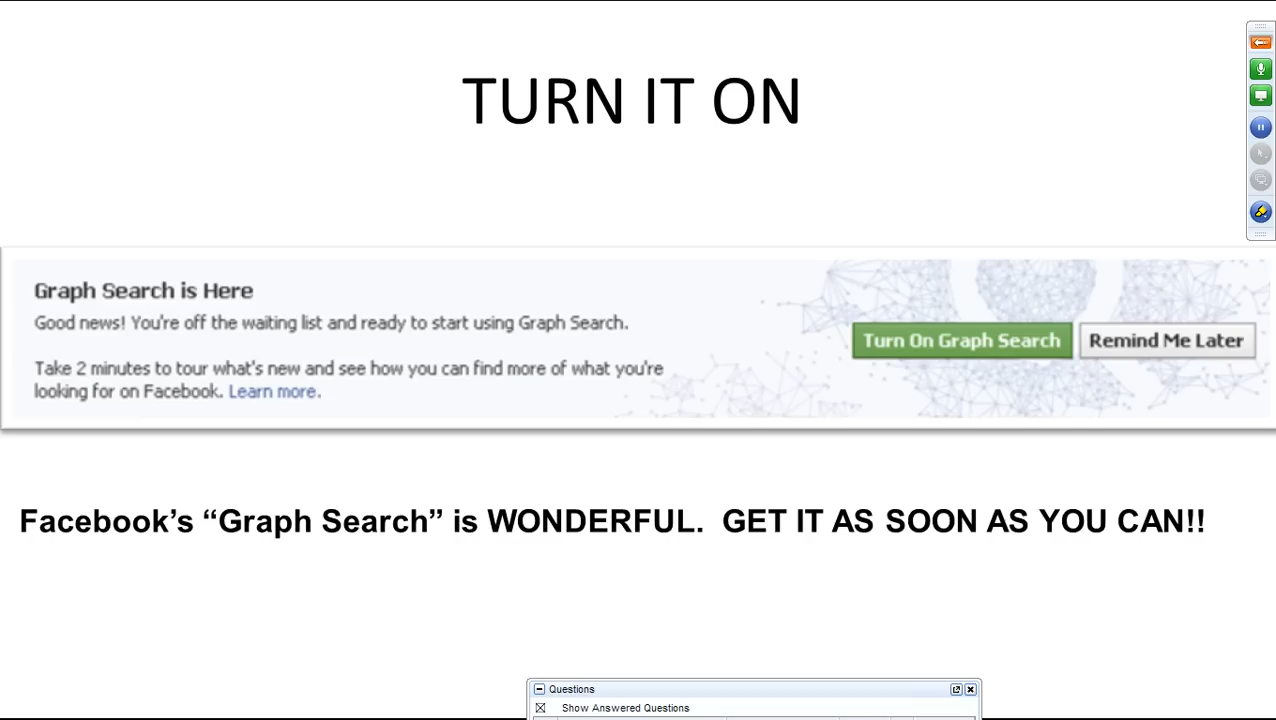 TURN IT ON
Graph Search is Here
Good news! You're off the waiting list and ready to start using Graph Search.
Turn On Graph Search
Remind Me Later
Take 2 minutes to tour what's new and see how you can find more of what you're
looking for on Facebook. Learn more.
Facebook’s “Graph Search” is WONDERFUL.  GET IT AS SOON AS YOU CAN!!
Questions
Show Answered Questions